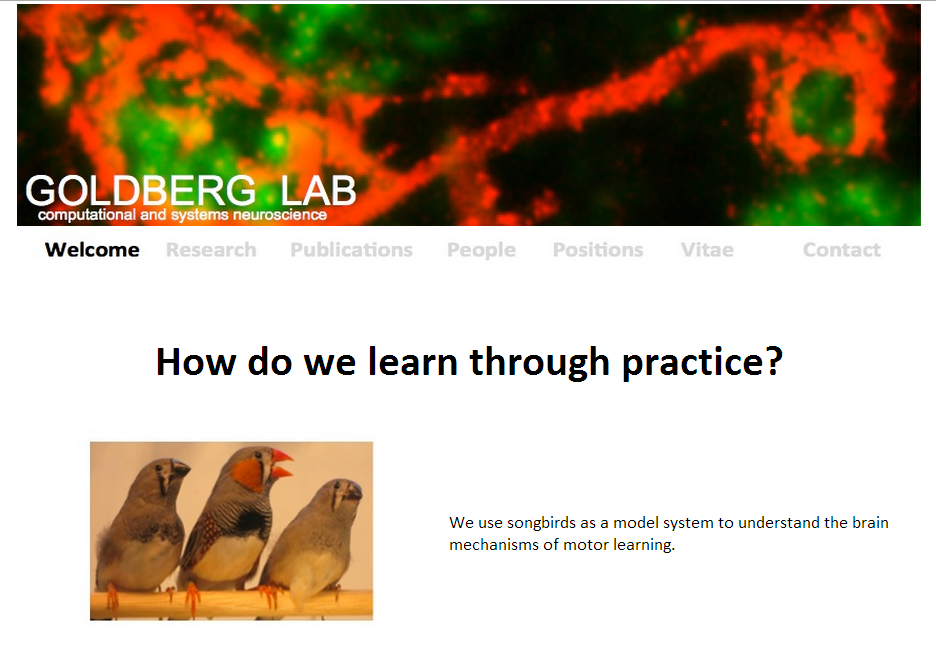 GOLDBERG LAB
computational and systems neuroscience
Welcome Research Publications People Positions Vitae Contact
How do we learn through practice?
We use songbirds as a model system to understand the brain
mechanisms of motor learning.